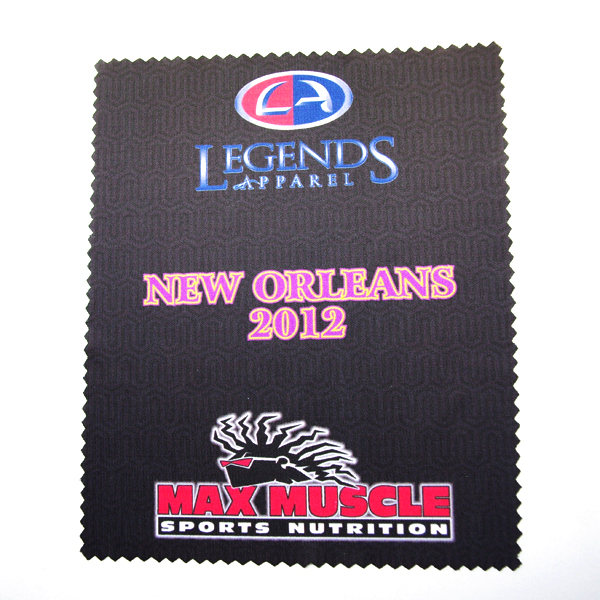 LA
LEGENDS
APPAREL
NEW ORLEANS
2012
MAX MUSCLE
SPORTS NUTRITION